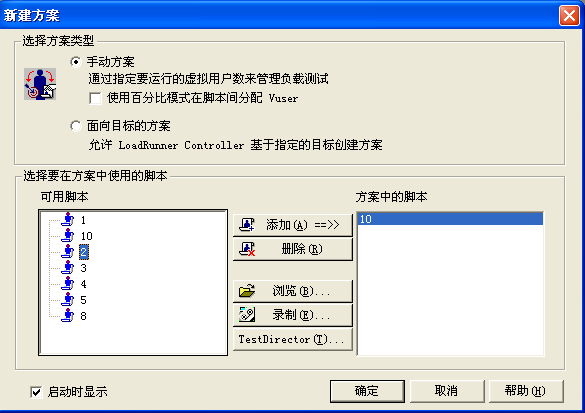 新建方案
选择方案类型
手动方案
通过指定要运行的虚拟用户数来管理负载测试
使用百分比模式在脚本间分配 Vuser
面向目标的方案
允许 LoadRunner Controller 基于指定的目标创建方案
选择要在方案中使用的脚本
可用脚本
1
10
2
3
4
5
8
添加(A) ==>>
删除(R)
浏览(B)...
录制(E)...
TestDirector(T)...
方案中的脚本
10
启动时显示
确定
取消
帮助(H)